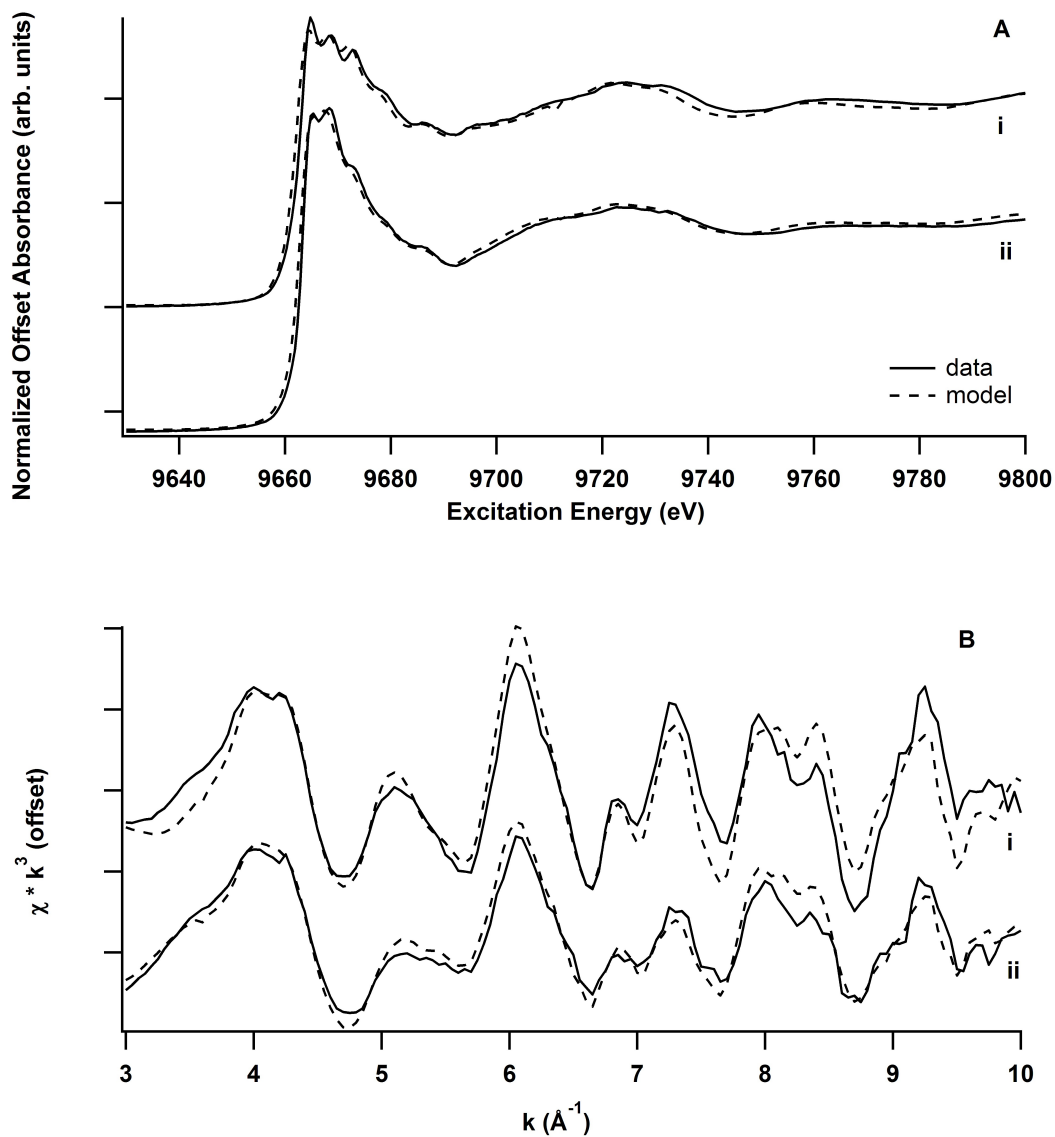 A
Normalized Offset Absorbance (arb. units)
i
ii
data
model
9640 9660 9680 9700 9720 9740 9760 9780 9800
Excitation Energy (eV)
B
χ * k³ (offset)
i
ii
3 4 5 6 7 8 9 10
k (Å⁻¹)